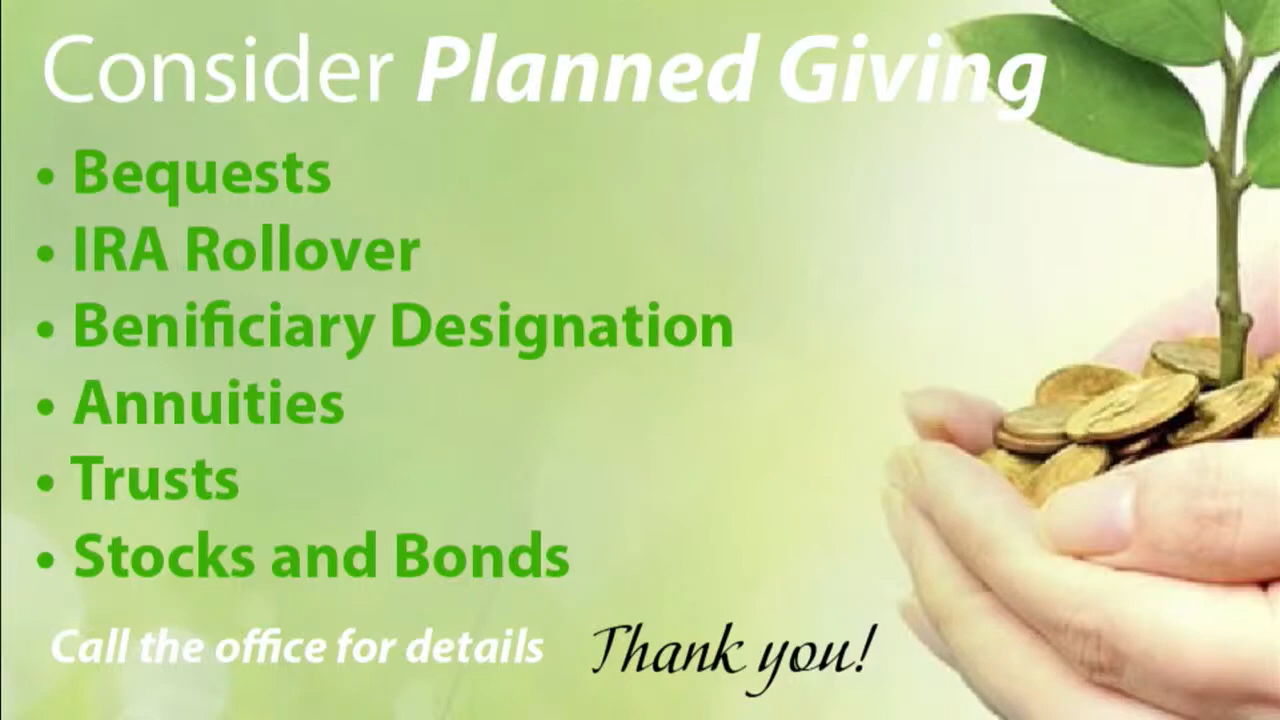 Consider Planned Giving
• Bequests
• IRA Rollover
• Benificiary Designation
• Annuities
• Trusts
• Stocks and Bonds
Call the office for details
Thank you!